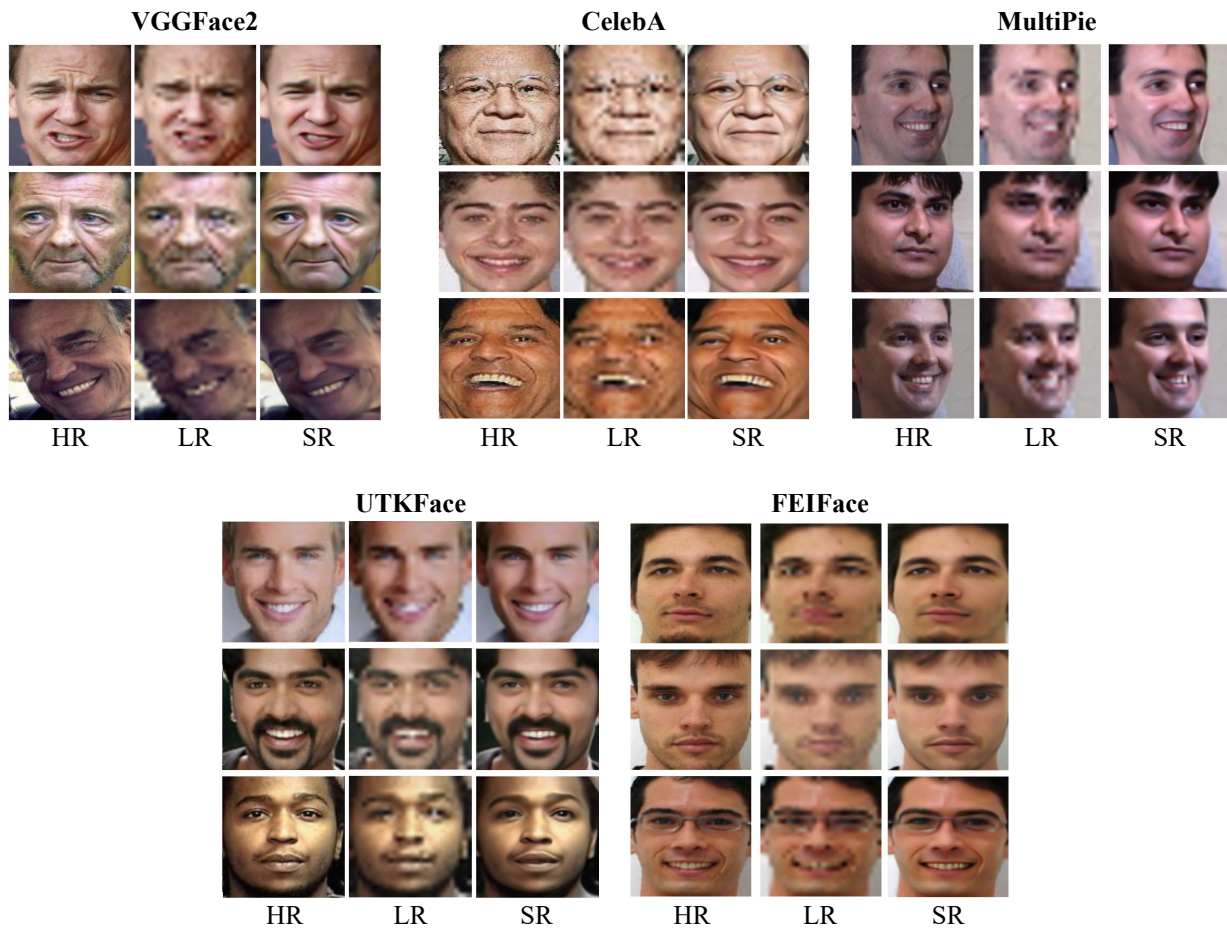 VGGFace2 CelebA MultiPie
HR LR SR HR LR SR HR LR SR
UTKFace FEIFace
HR LR SR HR LR SR